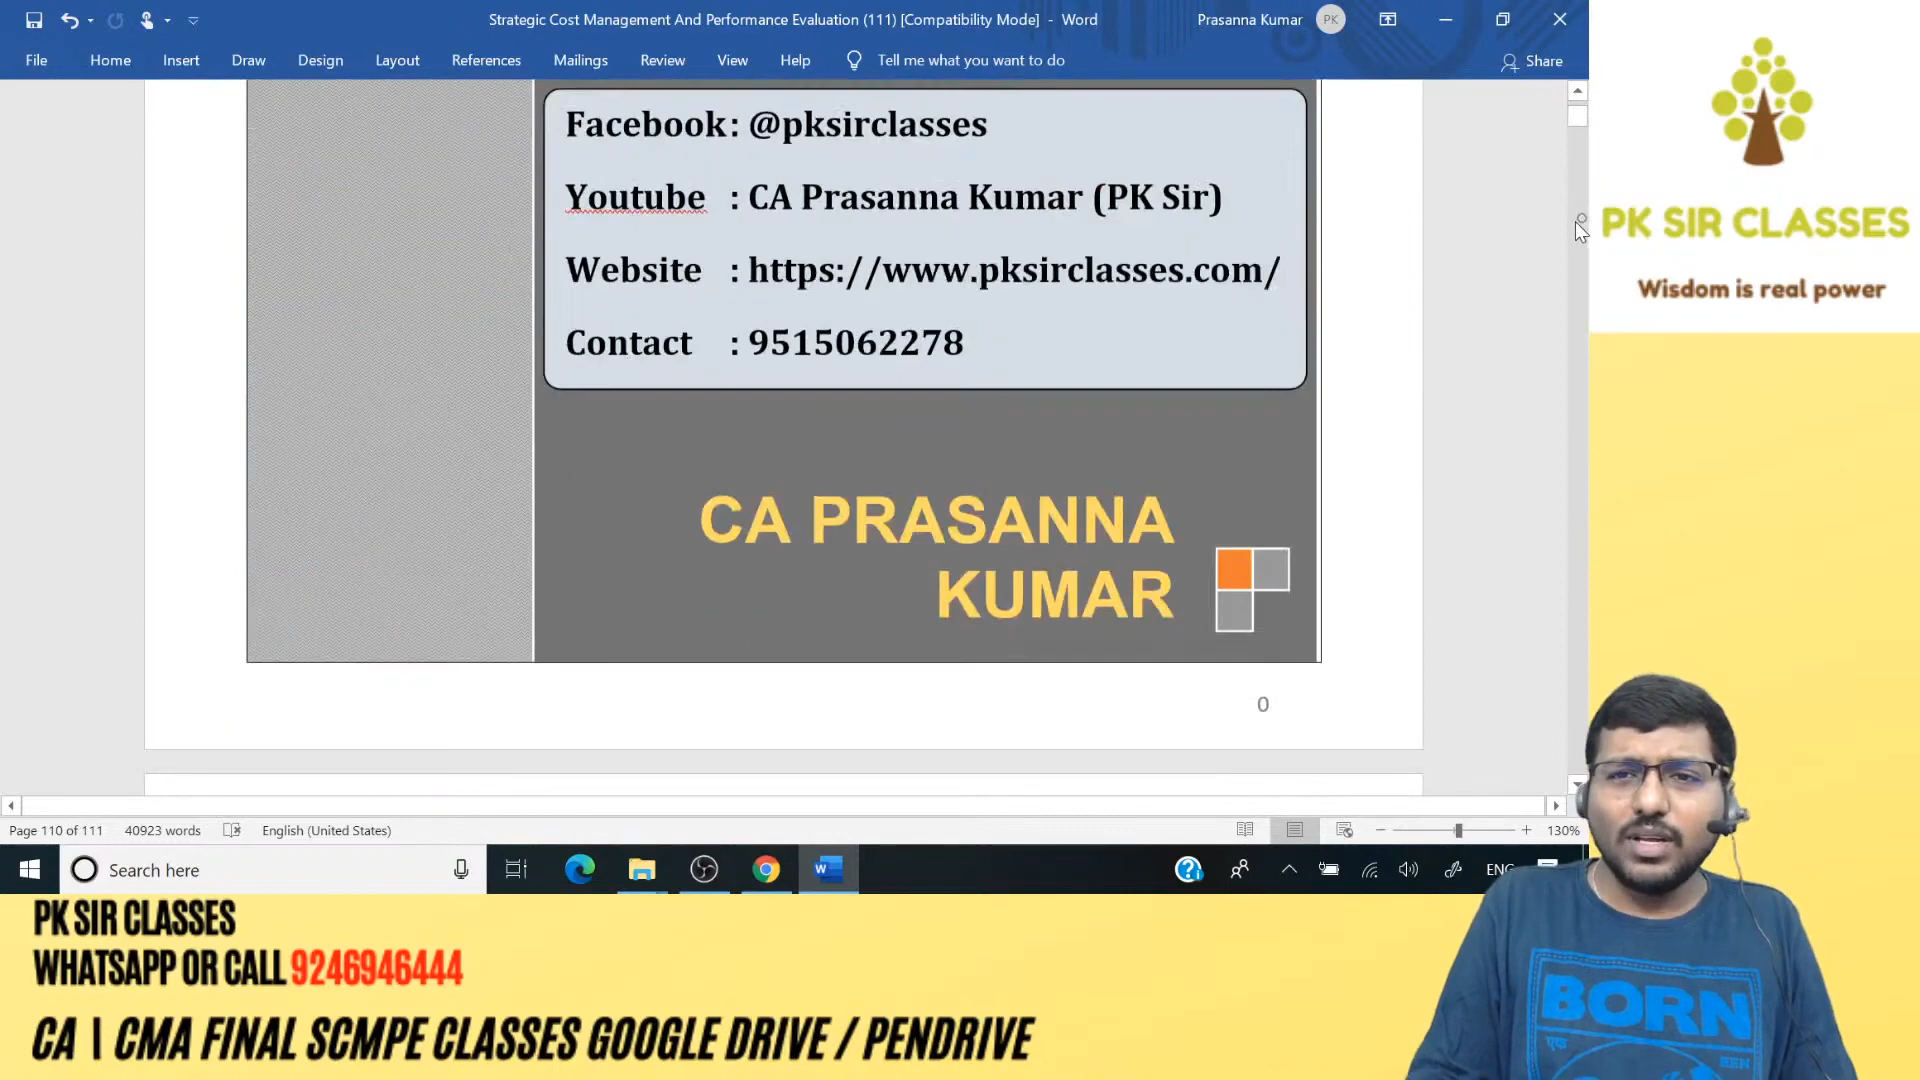 Strategic Cost Management And Performance Evaluation (111) [Compatibility Mode] - Word
Prasanna Kumar PK
File Home Insert Draw Design Layout References Mailings Review View Help Tell me what you want to do Share
Facebook : @pksirclasses
Youtube : CA Prasanna Kumar (PK Sir)
Website : https://www.pksirclasses.com/
Contact : 9515062278
CA PRASANNA
KUMAR
0
PK SIR CLASSES
Wisdom is real power
Page 110 of 111 40923 words English (United States) 130%
Search here
ENG
PK SIR CLASSES
WHATSAPP OR CALL 9246946444
CA \ CMA FINAL SCMPE CLASSES GOOGLE DRIVE / PENDRIVE
BORN